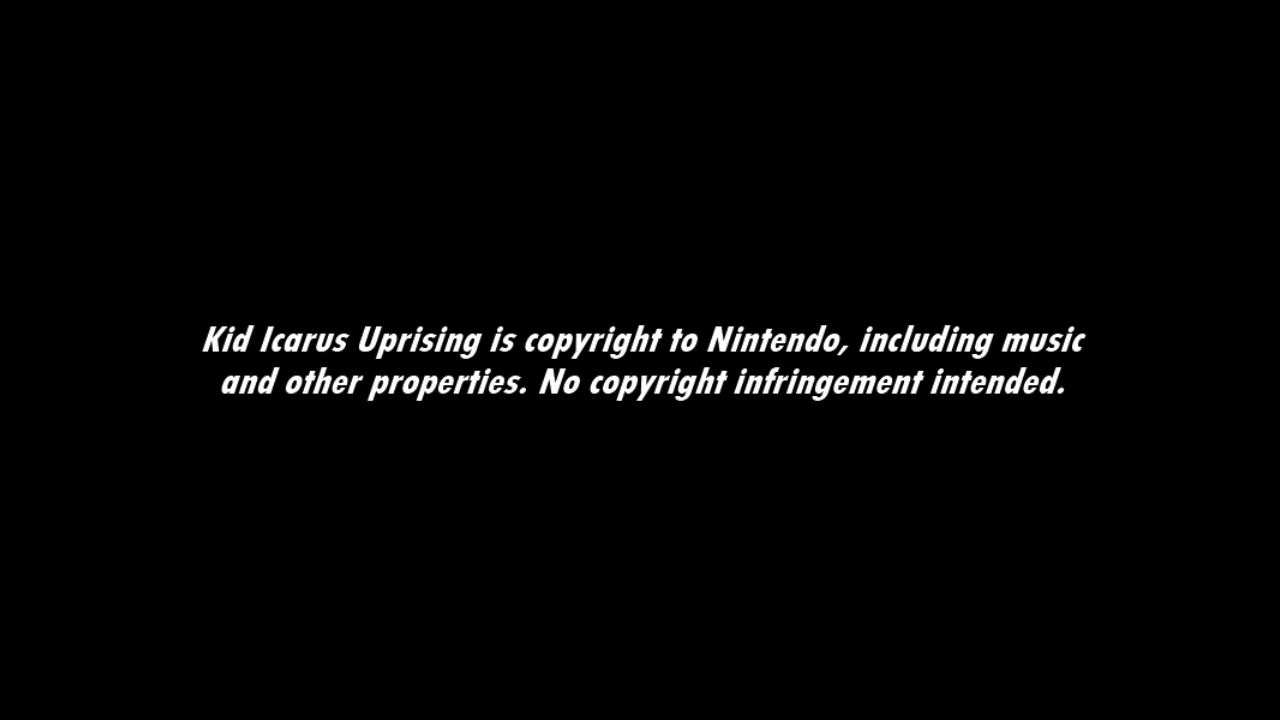 Kid Icarus Uprising is copyright to Nintendo, including music
and other properties. No copyright infringement intended.